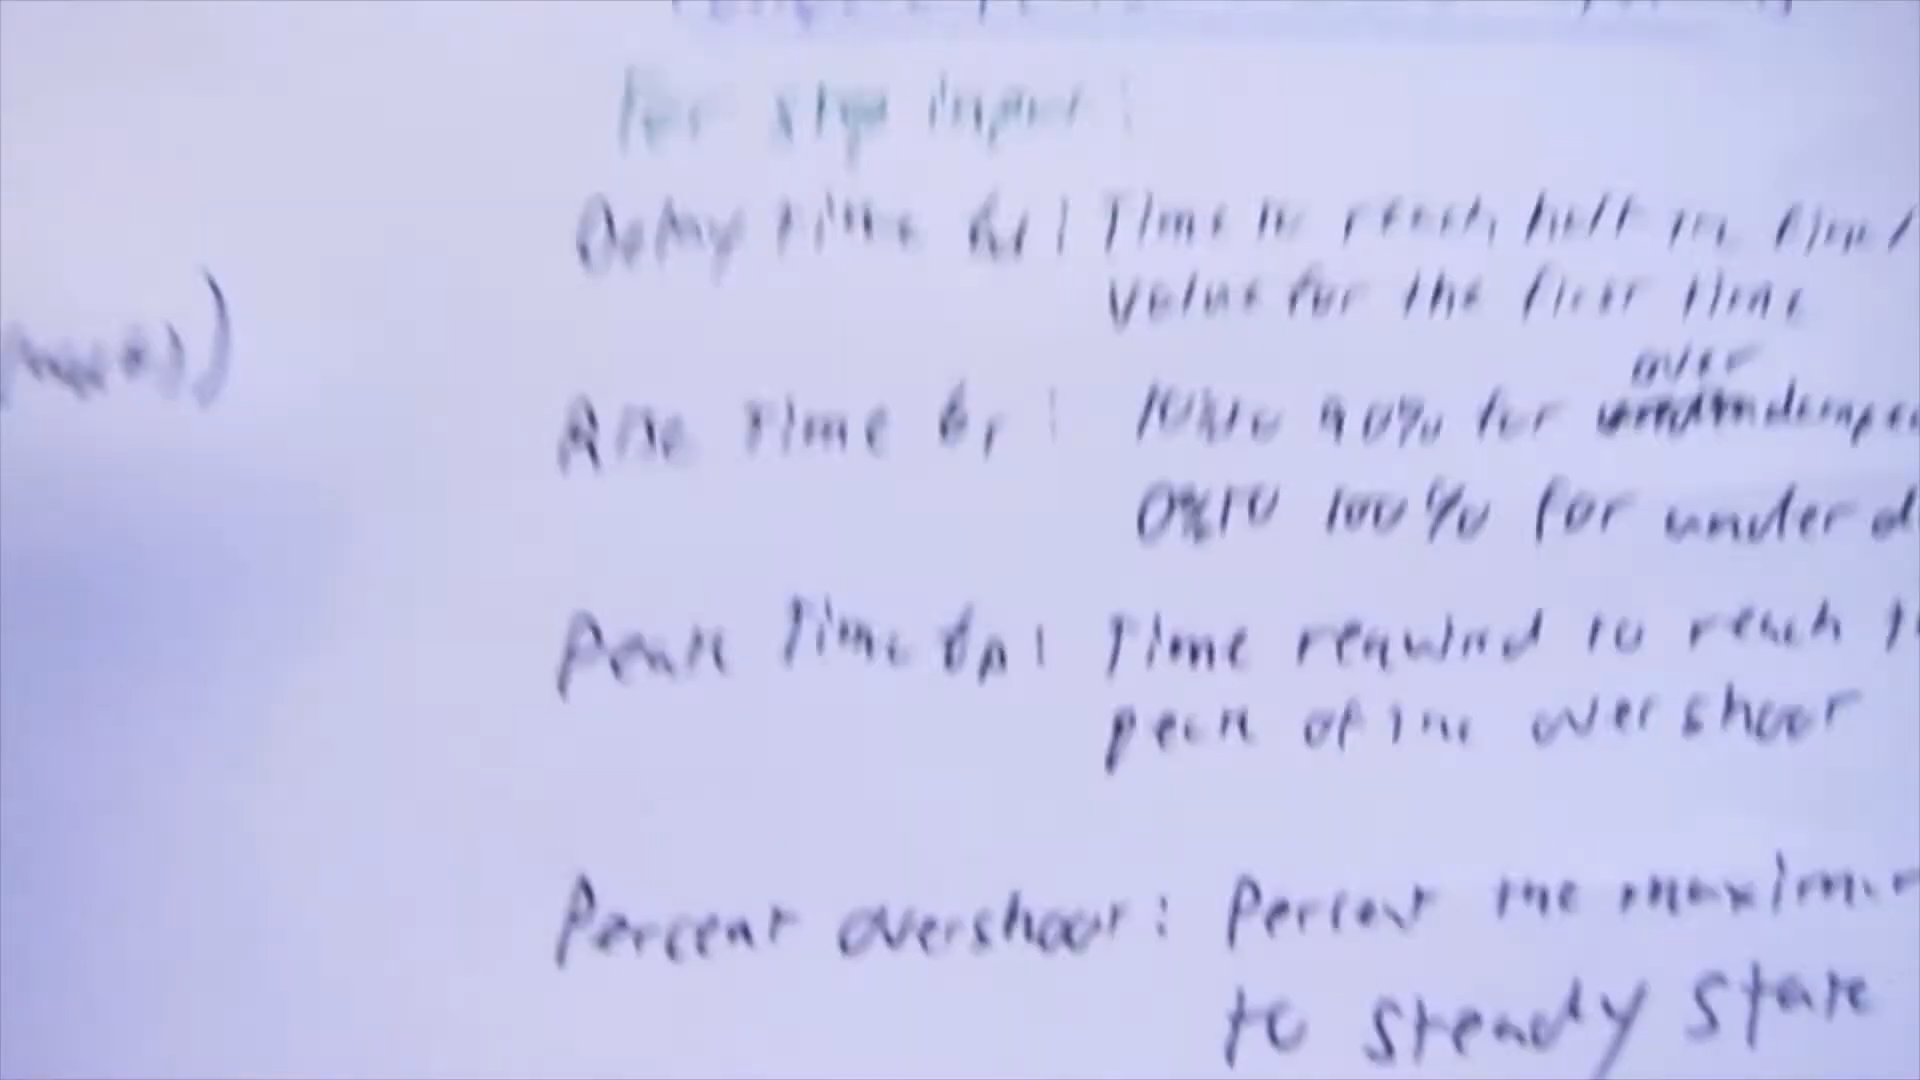 For step input:
Delay time td: Time to reach half the final
value for the first time
over
Rise Time tr: 10% to 90% for damped
0% to 100% for under d
Peak Time tp: Time required to reach
peak of the overshoot
Percent overshoot: Percent the maximum
to steady state